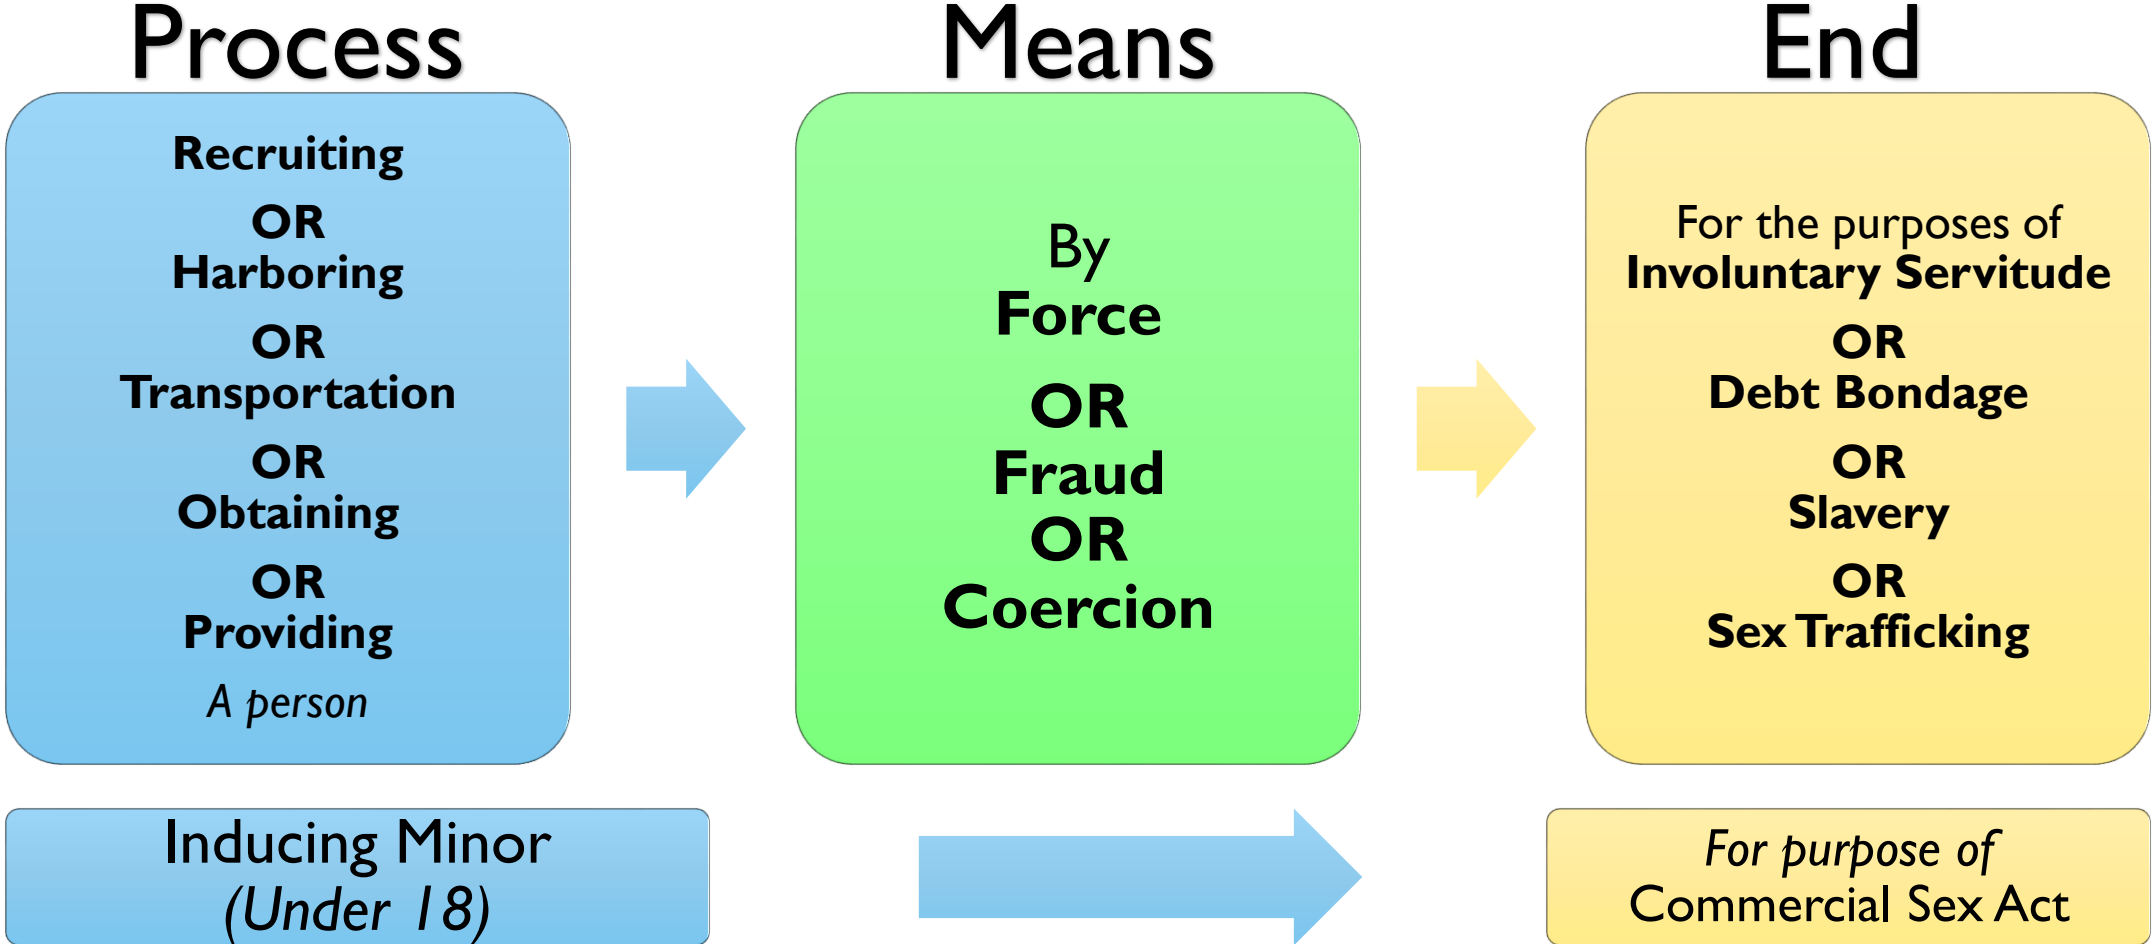 Process
Recruiting
OR
Harboring
OR
Transportation
OR
Obtaining
OR
Providing
A person
Means
By
Force
OR
Fraud
OR
Coercion
End
For the purposes of
Involuntary Servitude
OR
Debt Bondage
OR
Slavery
OR
Sex Trafficking
Inducing Minor
(Under 18)
For purpose of
Commercial Sex Act